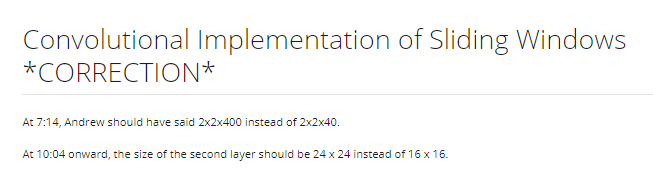 Convolutional Implementation of Sliding Windows
*CORRECTION*
At 7:14, Andrew should have said 2x2x400 instead of 2x2x40.
At 10:04 onward, the size of the second layer should be 24 x 24 instead of 16 x 16.